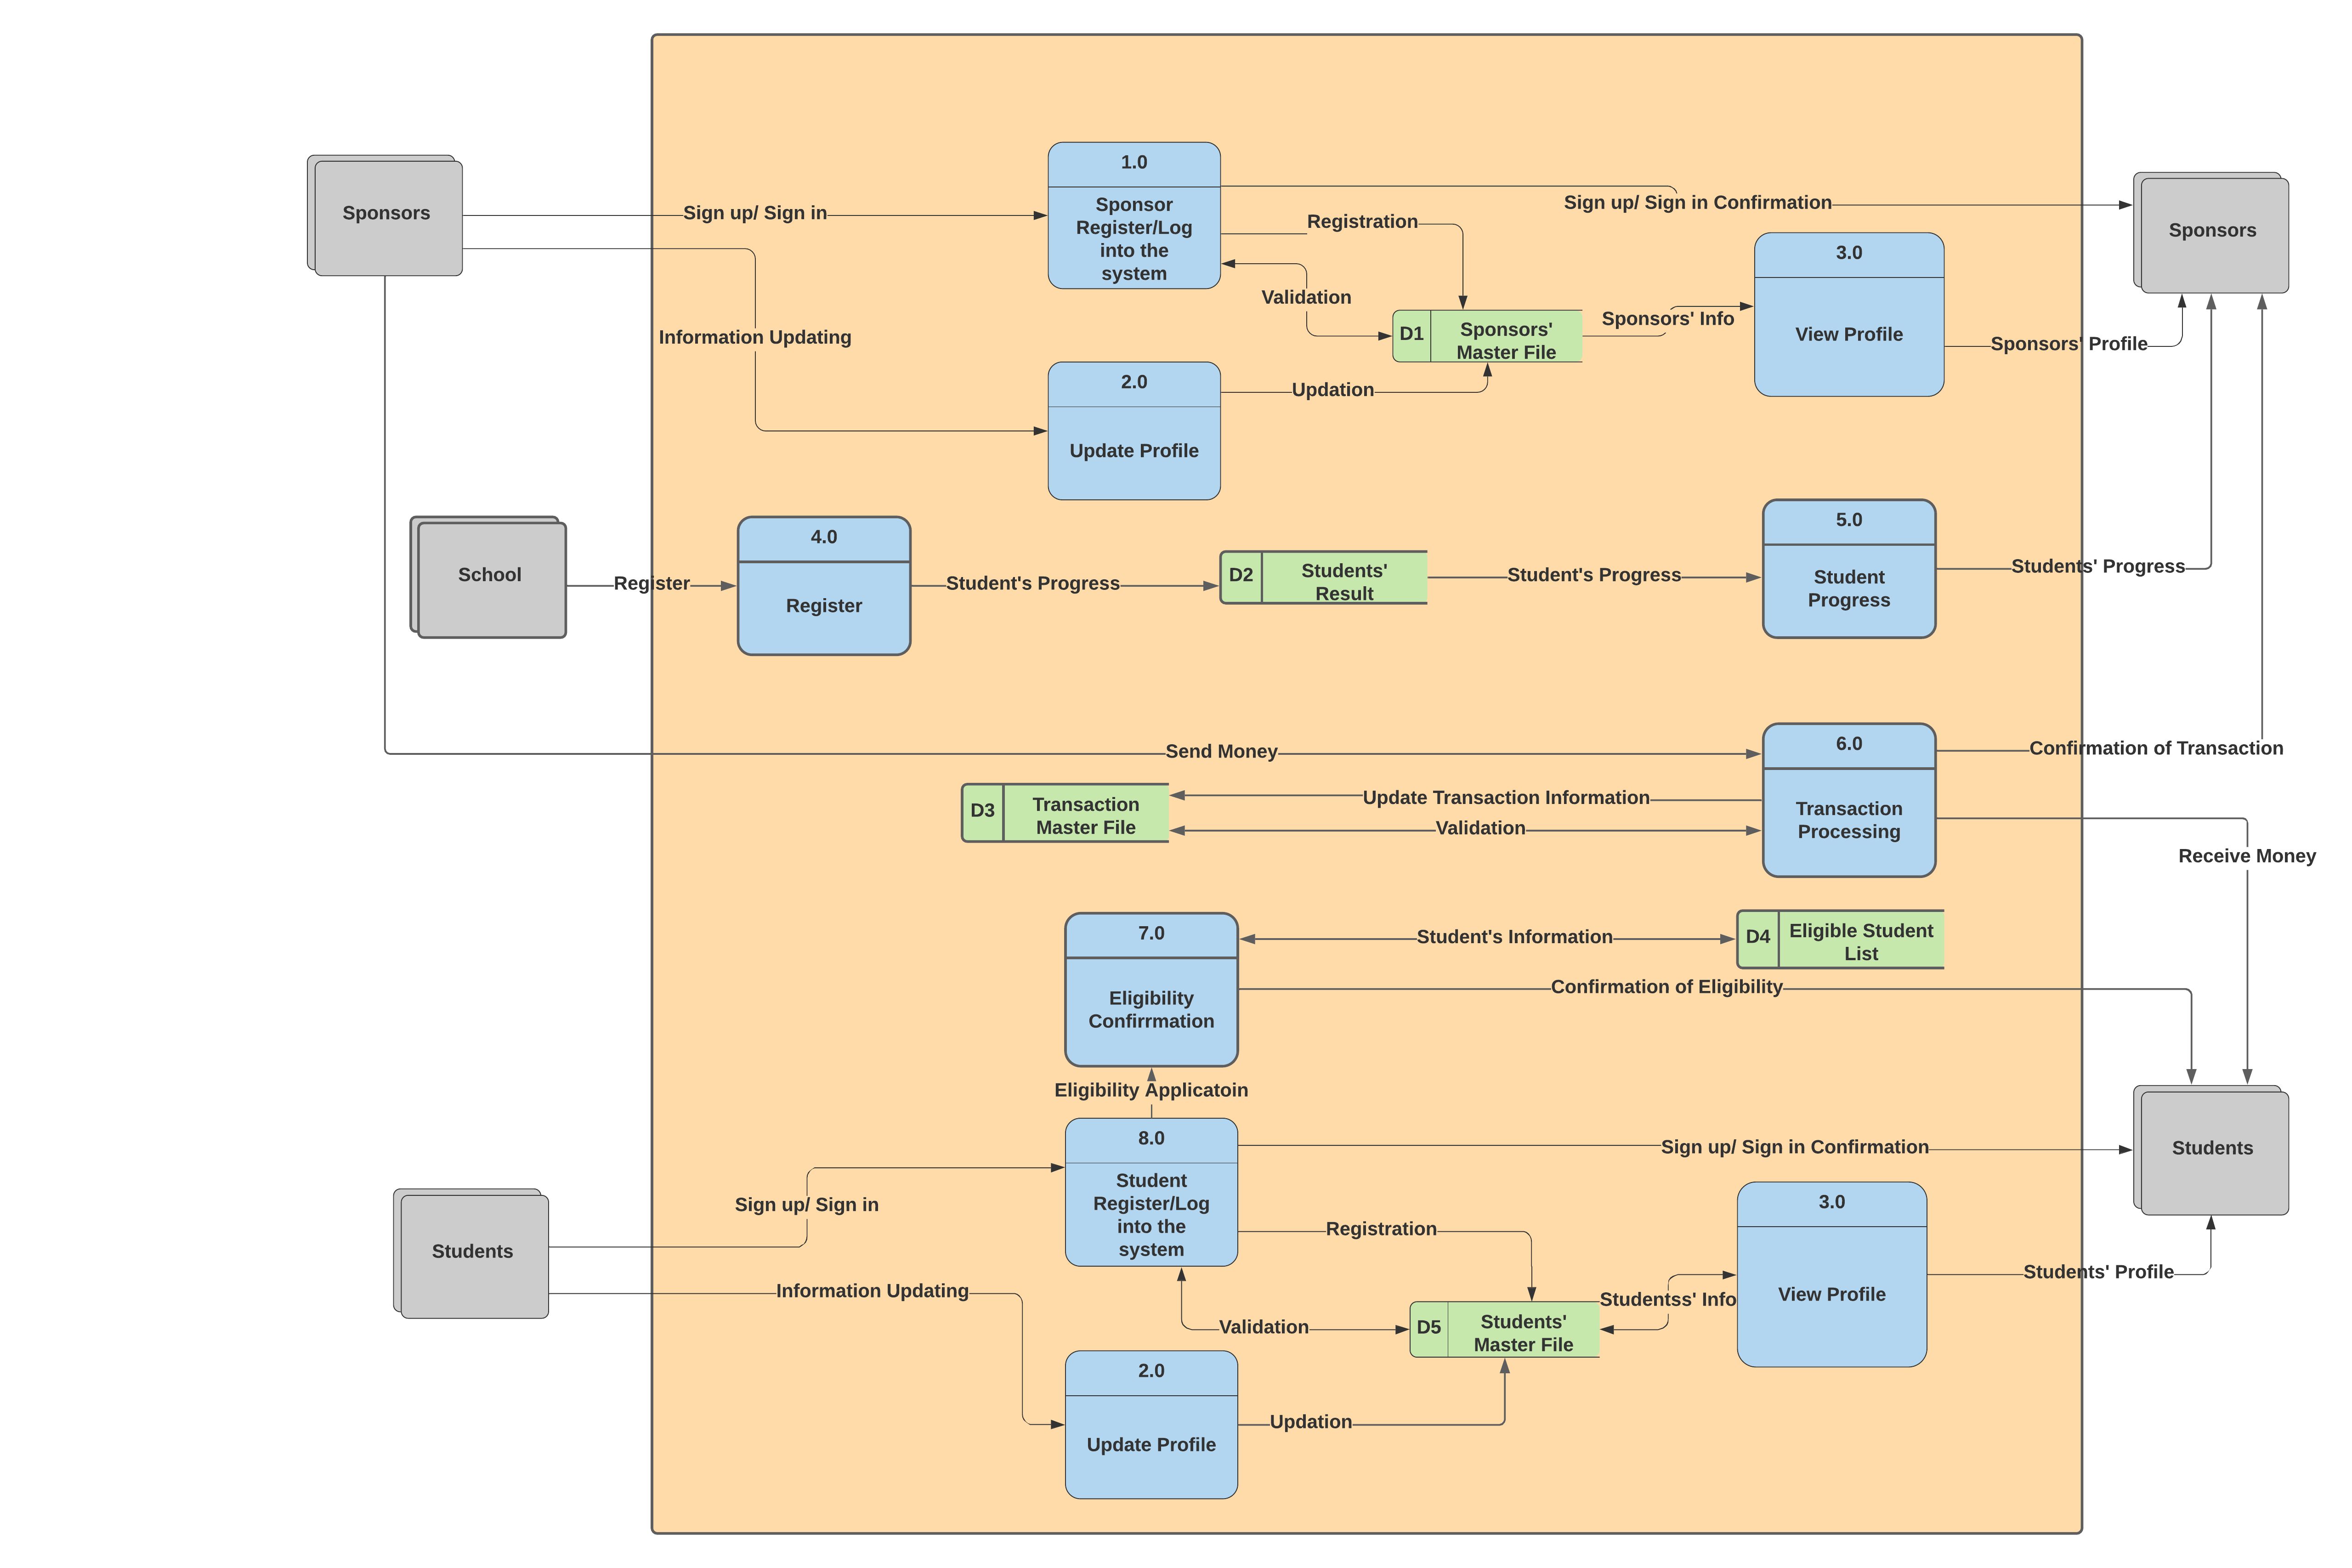 1.0
Sponsors
Sign up/ Sign in
Sponsor
Register/Log
into the
system
Registration
Sign up/ Sign in Confirmation
Sponsors
Validation
Information Updating
D1
Sponsors'
Master File
Sponsors' Info
3.0
View Profile
Sponsors' Profile
2.0
Update Profile
Updation
School
Register
4.0
Register
Student's Progress
D2
Students'
Result
Student's Progress
5.0
Student
Progress
Students' Progress
Send Money
6.0
Transaction
Processing
Confirmation of Transaction
D3
Transaction
Master File
Update Transaction Information
Validation
Receive Money
7.0
Eligibility
Confirrmation
Student's Information
D4
Eligible Student
List
Confirmation of Eligibility
Eligibility Applicatoin
8.0
Student
Register/Log
into the
system
Sign up/ Sign in Confirmation
Students
Students
Sign up/ Sign in
Information Updating
Registration
Validation
D5
Students'
Master File
Studentss' Info
3.0
View Profile
Students' Profile
2.0
Update Profile
Updation